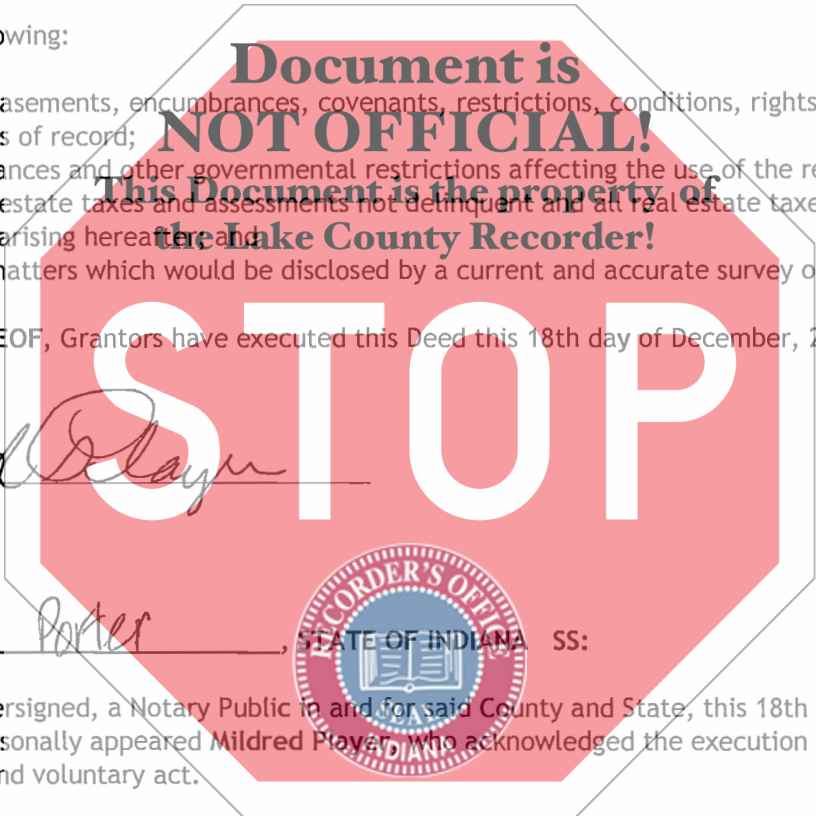 owing:
Document is
asements, encumbrances, covenants, restrictions, conditions, rights
s of record;
NOT OFFICIAL!
ances and other governmental restrictions affecting the use of the re
This Document is the property of
estate taxes and assessments not delinquent and all real estate taxe
arising hereafter; and
the Lake County Recorder!
atters which would be disclosed by a current and accurate survey o
EOF, Grantors have executed this Deed this 18th day of December, 2
STOP
Player
RECORDER'S OFFICE
Porter, STATE OF INDIANA SS:
SEAL
INDIANA
ersigned, a Notary Public in and for said County and State, this 18th
sonally appeared Mildred Player, who acknowledged the execution
nd voluntary act.